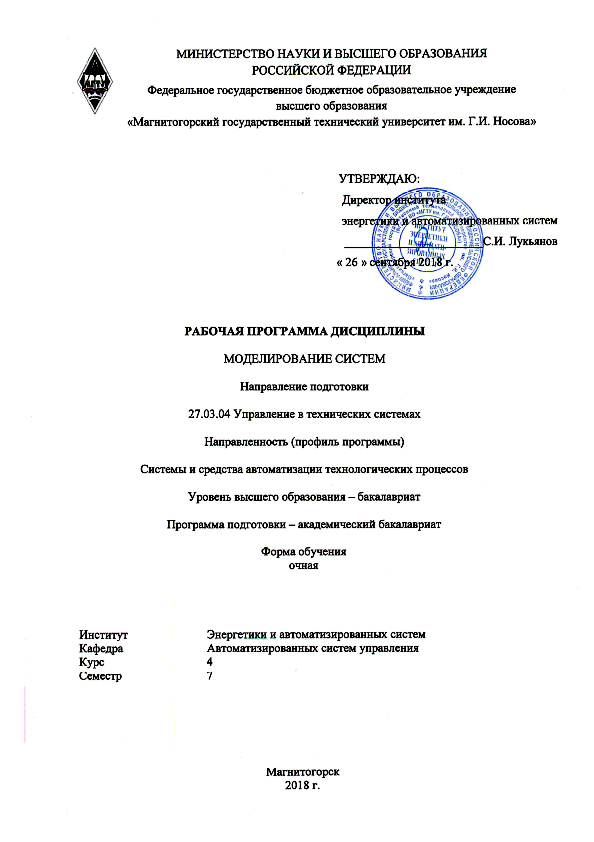 МИНИСТЕРСТВО НАУКИ И ВЫСШЕГО ОБРАЗОВАНИЯ
РОССИЙСКОЙ ФЕДЕРАЦИИ
Федеральное государственное бюджетное образовательное учреждение
высшего образования
«Магнитогорский государственный технический университет им. Г.И. Носова»
УТВЕРЖДАЮ:
Директор института
энергетики и автоматизированных систем
С.И. Лукьянов
« 26 » сентября 2018 г.
РАБОЧАЯ ПРОГРАММА ДИСЦИПЛИНЫ
МОДЕЛИРОВАНИЕ СИСТЕМ
Направление подготовки
27.03.04 Управление в технических системах
Направленность (профиль программы)
Системы и средства автоматизации технологических процессов
Уровень высшего образования – бакалавриат
Программа подготовки – академический бакалавриат
Форма обучения
очная
Институт Энергетики и автоматизированных систем
Кафедра Автоматизированных систем управления
Курс 4
Семестр 7
Магнитогорск
2018 г.